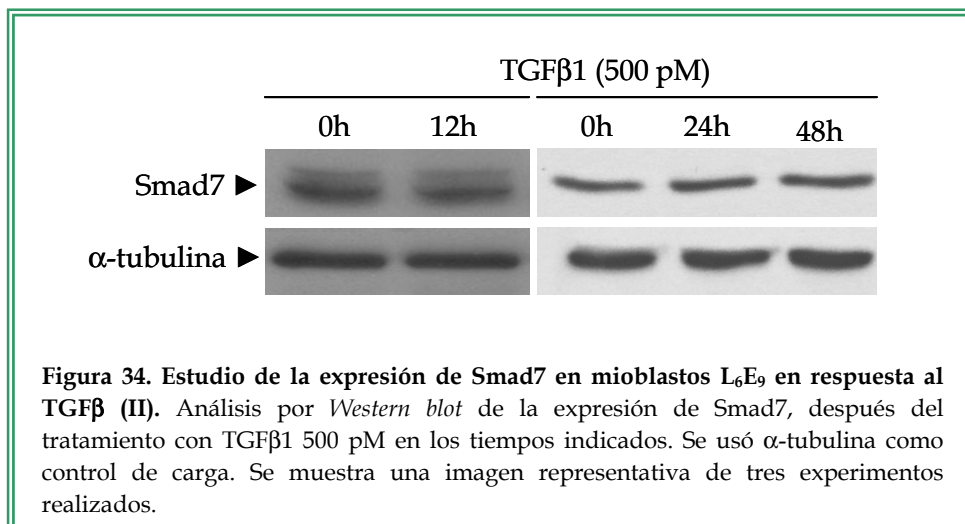 TGFβ1 (500 pM)
0h 12h 0h 24h 48h
Smad7 ►
α-tubulina ►
Figura 34. Estudio de la expresión de Smad7 en mioblastos L₆E₉ en respuesta al
TGFβ (II). Análisis por Western blot de la expresión de Smad7, después del
tratamiento con TGFβ1 500 pM en los tiempos indicados. Se usó α-tubulina como
control de carga. Se muestra una imagen representativa de tres experimentos
realizados.